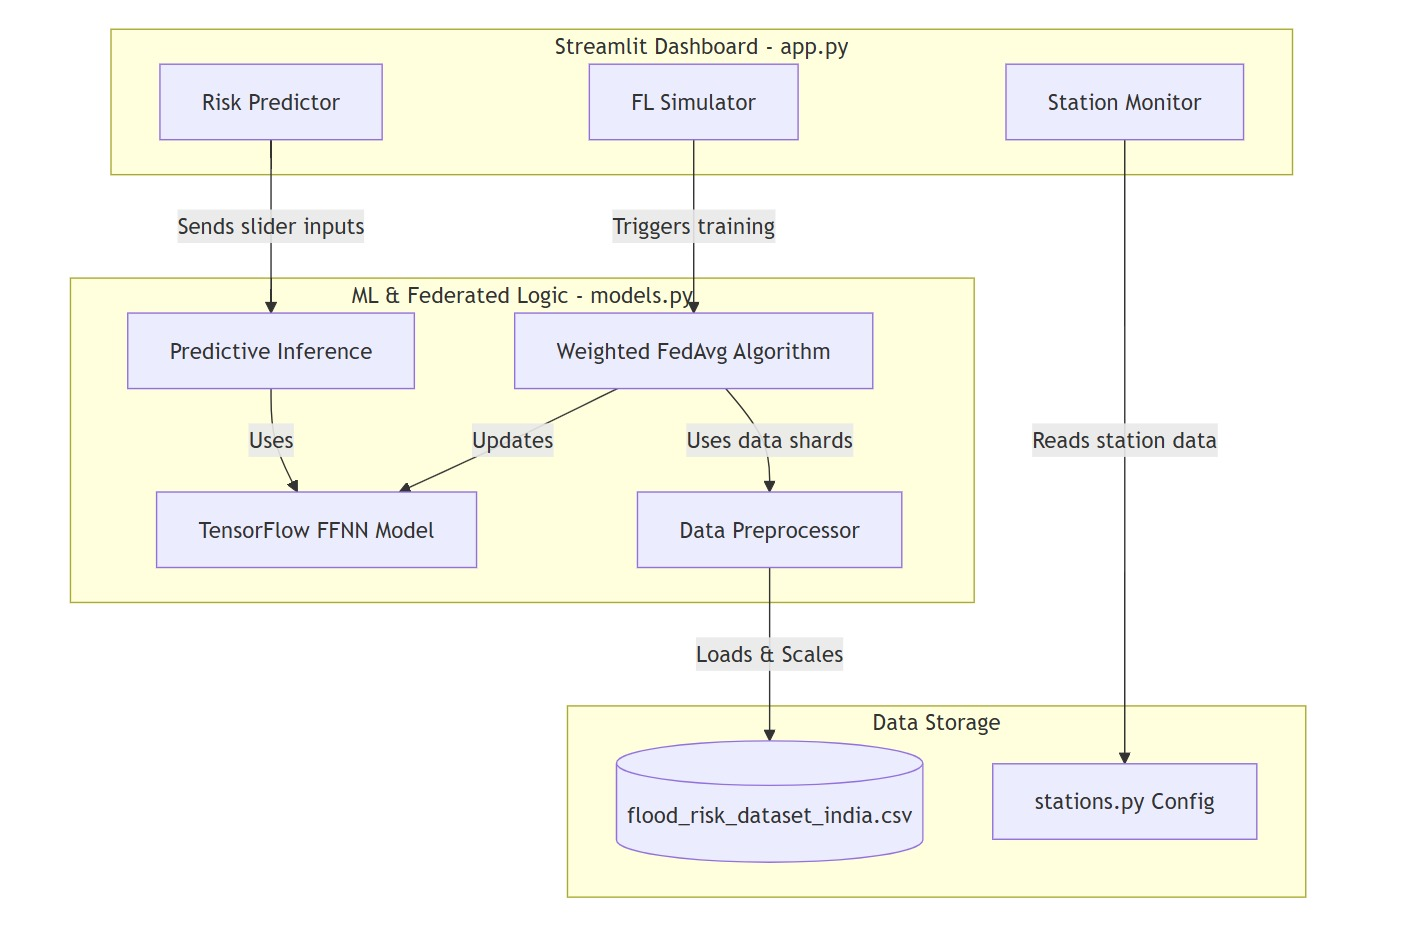 Streamlit Dashboard - app.py
Risk Predictor
FL Simulator
Station Monitor
Sends slider inputs
Triggers training
ML & Federated Logic - models.py
Predictive Inference
Weighted FedAvg Algorithm
Uses
Updates
Uses data shards
Reads station data
TensorFlow FFNN Model
Data Preprocessor
Loads & Scales
Data Storage
flood_risk_dataset_india.csv
stations.py Config